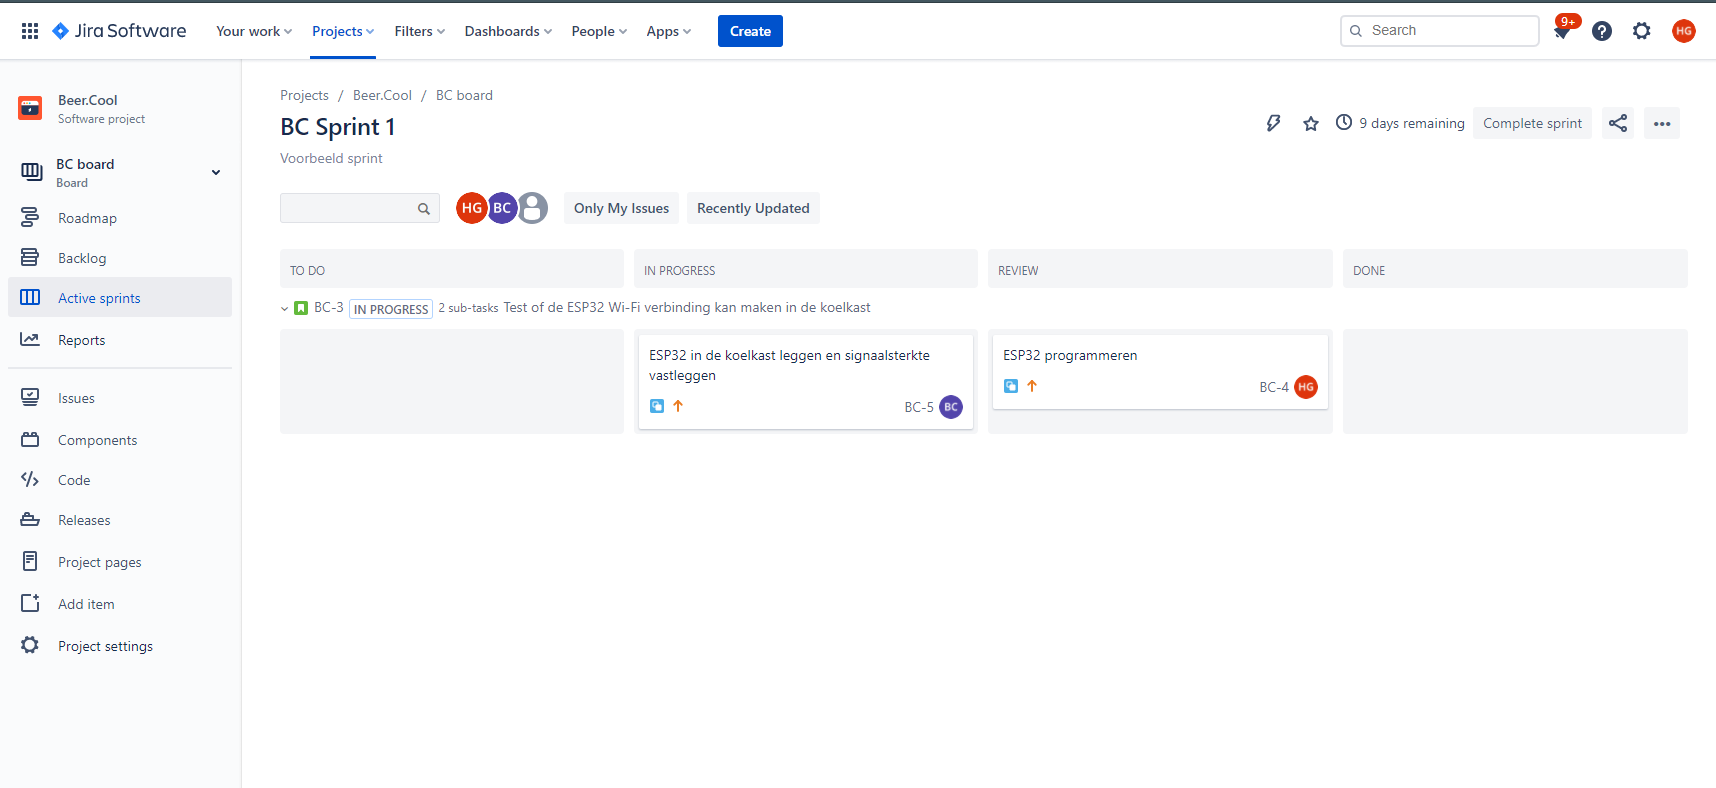 Jira Software
Your work
Projects
Filters
Dashboards
People
Apps
Create
Search
9+
HG
Beer.Cool
Software project
BC board
Board
Roadmap
Backlog
Active sprints
Reports
Issues
Components
Code
Releases
Project pages
Add item
Project settings
Projects / Beer.Cool / BC board
BC Sprint 1
Voorbeeld sprint
9 days remaining
Complete sprint
HG
BC
Only My Issues
Recently Updated
TO DO
IN PROGRESS
REVIEW
DONE
BC-3 IN PROGRESS 2 sub-tasks Test of de ESP32 Wi-Fi verbinding kan maken in de koelkast
ESP32 in de koelkast leggen en signaalsterkte
vastleggen
BC-5 BC
ESP32 programmeren
BC-4 HG